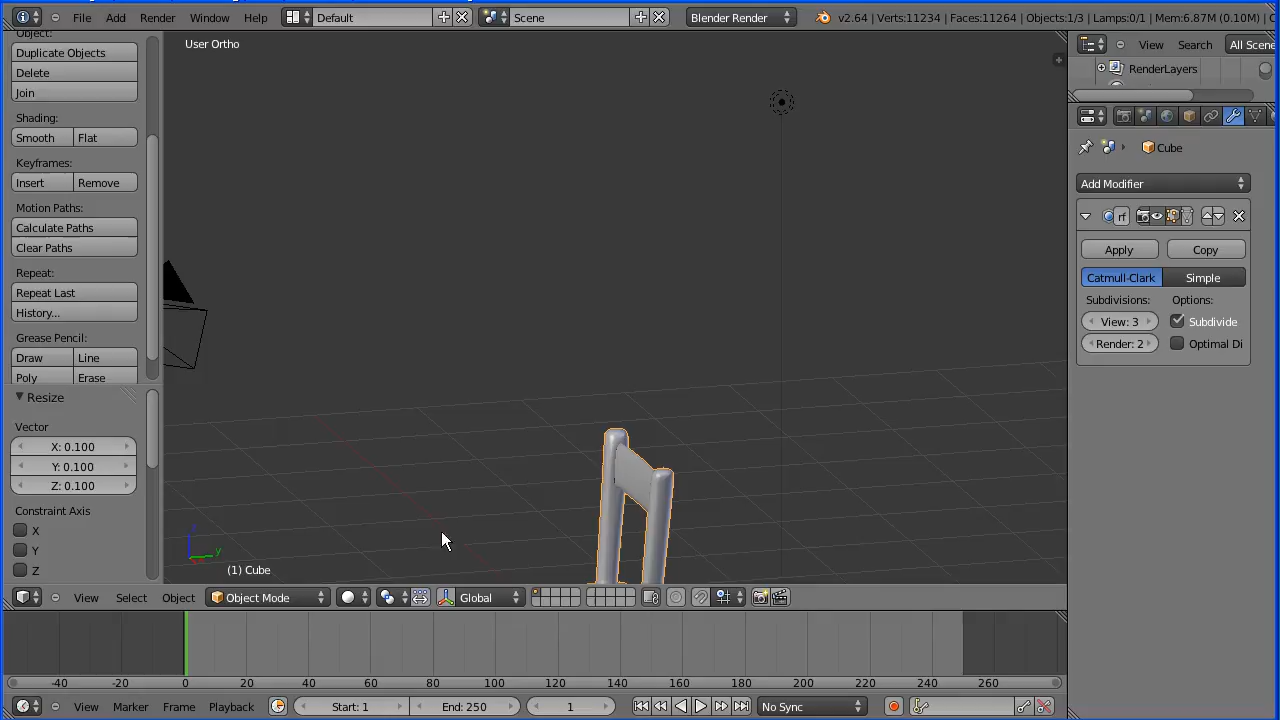 File Add Render Window Help Default Scene Blender Render v2.64 | Verts:11234 | Faces:11264 | Objects:1/3 | Lamps:0/1 | Mem:6.87M (0.10M) | C
Object:
Duplicate Objects
Delete
Join
Shading:
Smooth Flat
Keyframes:
Insert Remove
Motion Paths:
Calculate Paths
Clear Paths
Repeat:
Repeat Last
History...
Grease Pencil:
Draw Line
Poly Erase
Resize
Vector
X: 0.100
Y: 0.100
Z: 0.100
Constraint Axis
X
Y
Z
User Ortho
y
(1) Cube
View Select Object Object Mode Global
-40 -20 0 20 40 60 80 100 120 140 160 180 200 220 240 260
View Marker Frame Playback Start: 1 End: 250 1 No Sync
View Search All Scene
RenderLayers
Cube
Add Modifier
rf
Apply Copy
Catmull-Clark Simple
Subdivisions: Options:
View: 3 Subdivide
Render: 2 Optimal Di